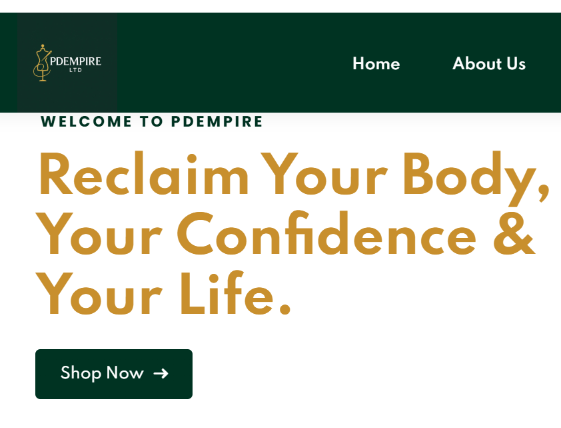 PDEMPIRE
LTD
Home About Us
WELCOME TO PDEMPIRE
Reclaim Your Body,
Your Confidence &
Your Life.
Shop Now →